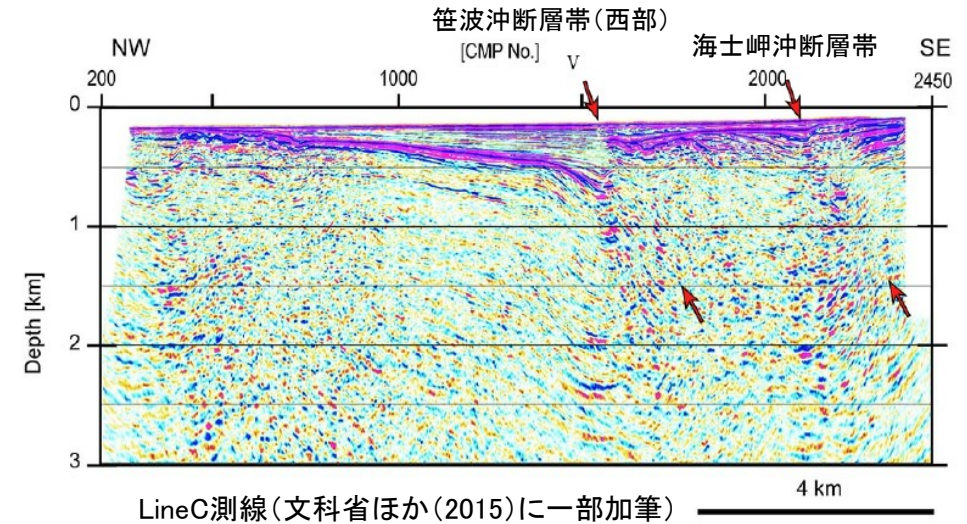 笹波沖断層帯(西部)
NW
[CMP No.]
V
海士岬沖断層帯
SE
200
1000
2000
2450
0
1
2
3
Depth [km]
4 km
LineC測線(文科省ほか(2015)に一部加筆)